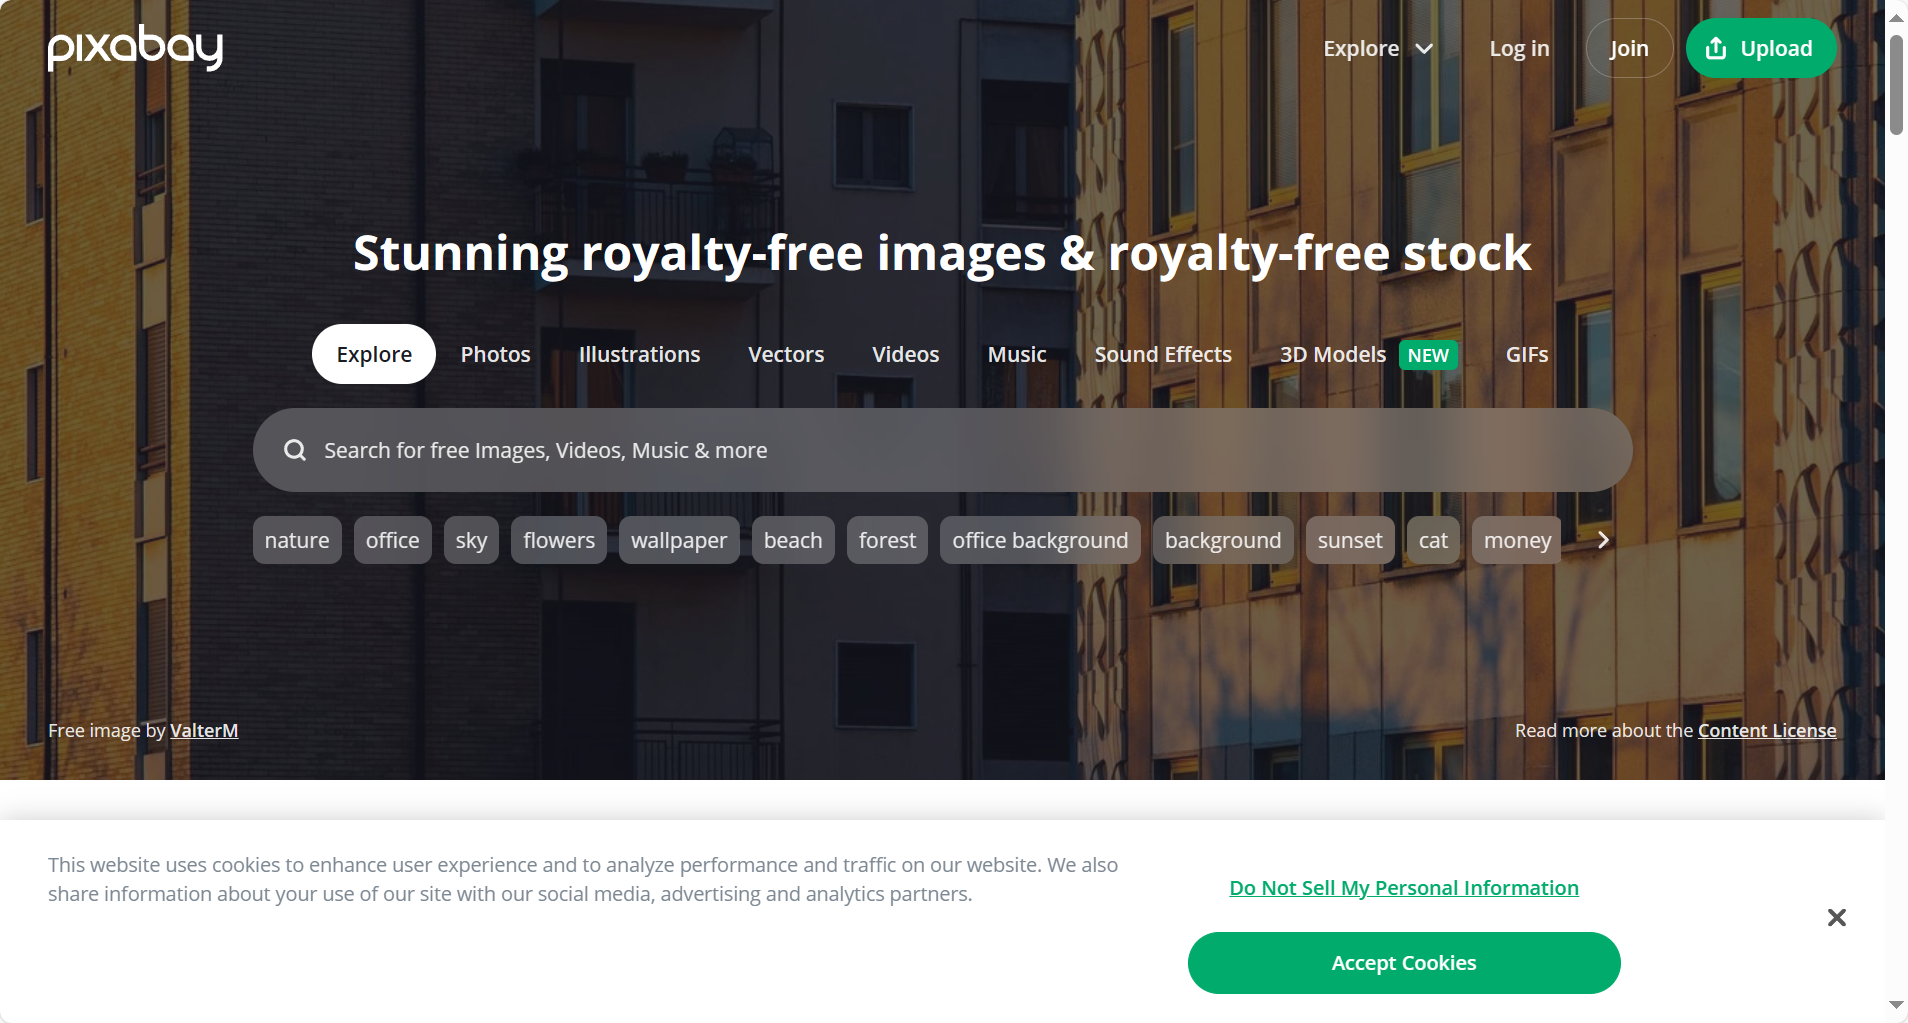 pixabay
Explore
Log in
Join
Upload
Stunning royalty-free images & royalty-free stock
Explore
Photos
Illustrations
Vectors
Videos
Music
Sound Effects
3D Models NEW
GIFs
Search for free Images, Videos, Music & more
nature
office
sky
flowers
wallpaper
beach
forest
office background
background
sunset
cat
money
Free image by ValterM
Read more about the Content License
This website uses cookies to enhance user experience and to analyze performance and traffic on our website. We also
share information about your use of our site with our social media, advertising and analytics partners.
Do Not Sell My Personal Information
Accept Cookies